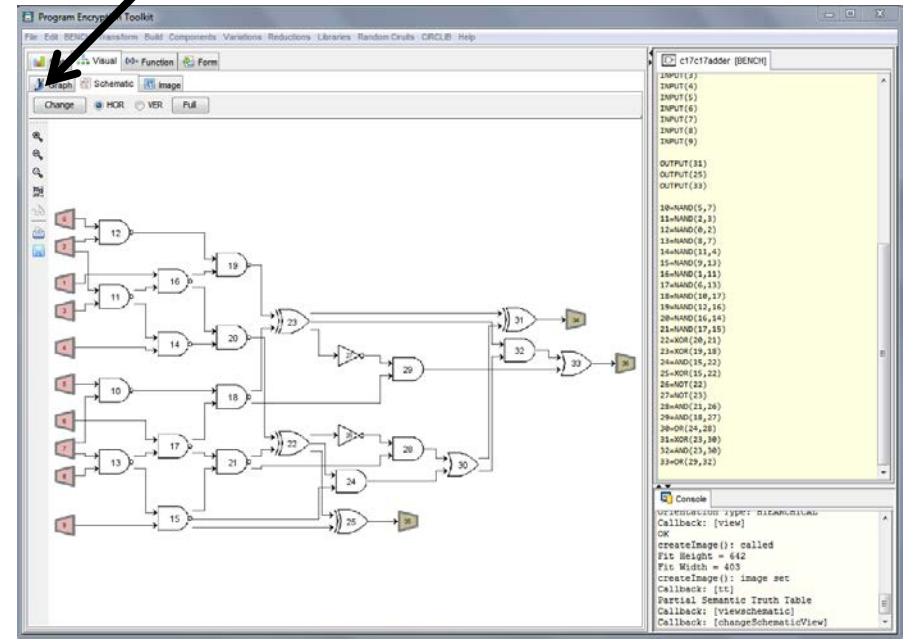 Program Encryption Toolkit
File Edit BENCH Transform Build Components Variations Reductions Libraries Random Ciruits CIRCLIB Help
Visual Function Form
Graph Schematic Image
Change HOR VER Full
c17c17adder [BENCH]
INPUT(3)
INPUT(4)
INPUT(5)
INPUT(6)
INPUT(7)
INPUT(8)
INPUT(9)
OUTPUT(31)
OUTPUT(25)
OUTPUT(33)
10=NAND(5,7)
11=NAND(2,3)
12=NAND(0,2)
13=NAND(8,7)
14=NAND(11,4)
15=NAND(9,13)
16=NAND(1,11)
17=NAND(6,13)
18=NAND(10,17)
19=NAND(12,16)
20=NAND(16,14)
21=NAND(17,15)
22=XOR(20,21)
23=XOR(19,18)
24=AND(15,22)
25=XOR(15,22)
26=NOT(22)
27=NOT(23)
28=AND(21,26)
29=AND(18,27)
30=OR(24,28)
31=XOR(23,30)
32=AND(23,30)
33=OR(29,32)
12
19
16
11
23
31
20
14
32
33
29
10
18
17
22
28
13
21
30
24
15
25
Console
Orientation Type: HIERARCHICAL
Callback: [view]
OK
createImage(): called
Fit Height = 642
Fit Width = 403
createImage(): image set
Callback: [tt]
Partial Semantic Truth Table
Callback: [viewschematic]
Callback: [changeSchematicView]